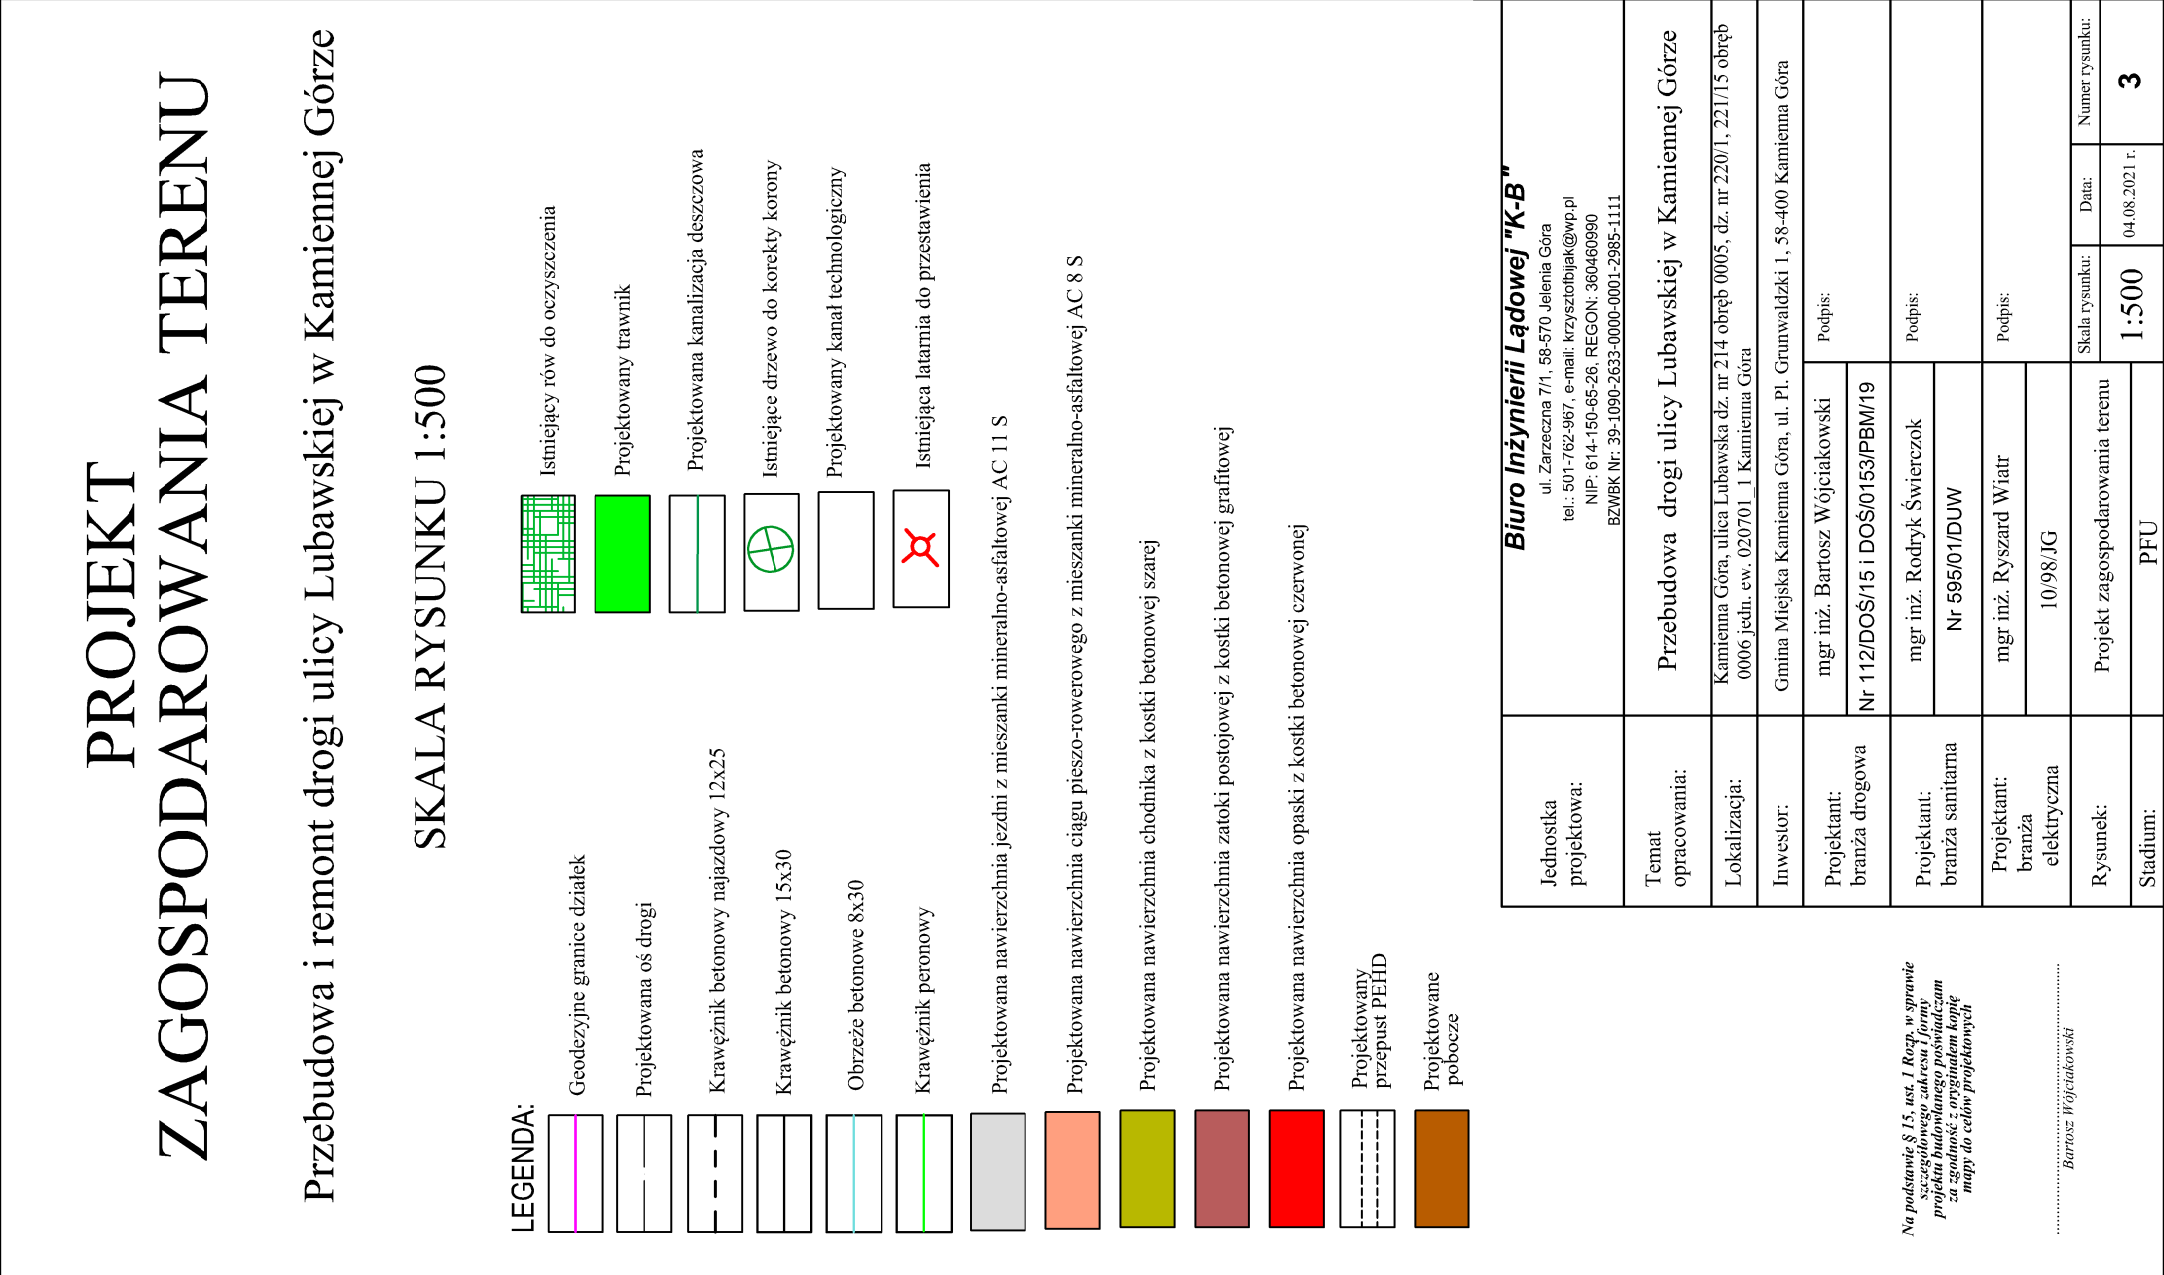 PROJEKT
ZAGOSPODAROWANIA TERENU
Przebudowa i remont drogi ulicy Lubawskiej w Kamiennej Górze
SKALA RYSUNKU 1:500
LEGENDA:
Geodezyjne granice działek
Projektowana oś drogi
Krawężnik betonowy najazdowy 12x25
Krawężnik betonowy 15x30
Obrzeże betonowe 8x30
Krawężnik peronowy
Projektowana nawierzchnia jezdni z mieszanki mineralno-asfaltowej AC 11 S
Projektowana nawierzchnia ciągu pieszo-rowerowego z mieszanki mineralno-asfaltowej AC 8 S
Projektowana nawierzchnia chodnika z kostki betonowej szarej
Projektowana nawierzchnia zatoki postojowej z kostki betonowej grafitowej
Projektowana nawierzchnia opaski z kostki betonowej czerwonej
Projektowany
przepust PEHD
Projektowane
pobocze
Istniejący rów do oczyszczenia
Projektowany trawnik
Projektowana kanalizacja deszczowa
Istniejące drzewo do korekty korony
Projektowany kanał technologiczny
Istniejąca latarnia do przestawienia
Jednostka
projektowa:
Biuro Inżynierii Lądowej "K-B"
ul. Zarzeczna 7/1, 58-570 Jelenia Góra
tel.: 501-762-967, e-mail: krzysztofbijak@wp.pl
NIP: 614-150-65-26, REGON: 360460990
BZWBK Nr: 39-1090-2633-0000-0001-2985-1111
Temat
opracowania:
Przebudowa drogi ulicy Lubawskiej w Kamiennej Górze
Lokalizacja:
Kamienna Góra, ulica Lubawska dz. nr 214 obręb 0005, dz. nr 220/1, 221/15 obręb
0006 jedn. ew. 020701_1 Kamienna Góra
Inwestor:
Gmina Miejska Kamienna Góra, ul. Pl. Grunwaldzki 1, 58-400 Kamienna Góra
Projektant:
branża drogowa
mgr inż. Bartosz Wójciakowski
Nr 112/DOŚ/15 i DOŚ/0153/PBM/19
Podpis:
Projektant:
branża sanitarna
mgr inż. Rodryk Świerczok
Nr 595/01/DUW
Podpis:
Projektant:
branża
elektryczna
mgr inż. Ryszard Wiatr
10/98/JG
Podpis:
Rysunek:
Projekt zagospodarowania terenu
Skala rysunku:
Data:
Numer rysunku:
Stadium:
PFU
1:500
04.08.2021 r.
3
Na podstawie § 15, ust. 1 Rozp. w sprawie
szczegółowego zakresu i formy
projektu budowlanego poświadczam
za zgodność z oryginałem kopię
mapy do celów projektowych
Bartosz Wójciakowski